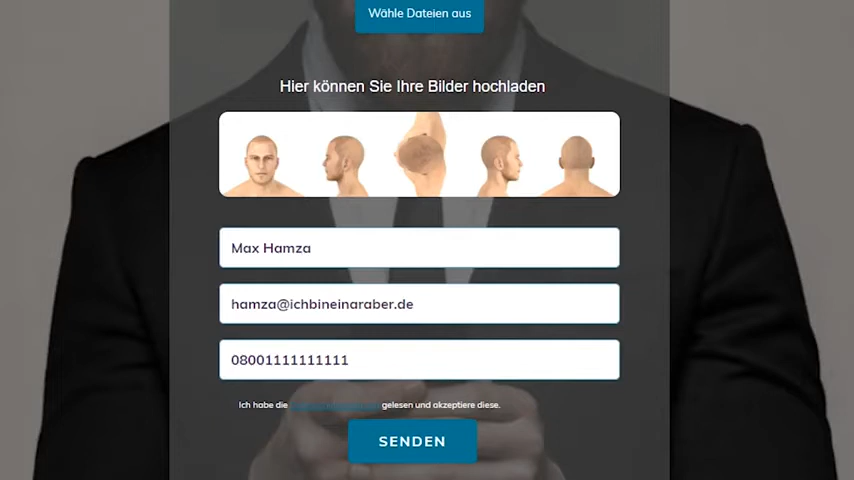 Wähle Dateien aus
Hier können Sie Ihre Bilder hochladen
Max Hamza
hamza@ichbineinaraber.de
08001111111111
Ich habe die gelesen und akzeptiere diese.
SENDEN